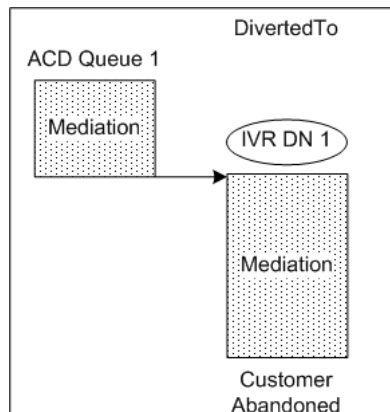 DivertedTo
ACD Queue 1
Mediation
IVR DN 1
Mediation
Customer
Abandoned